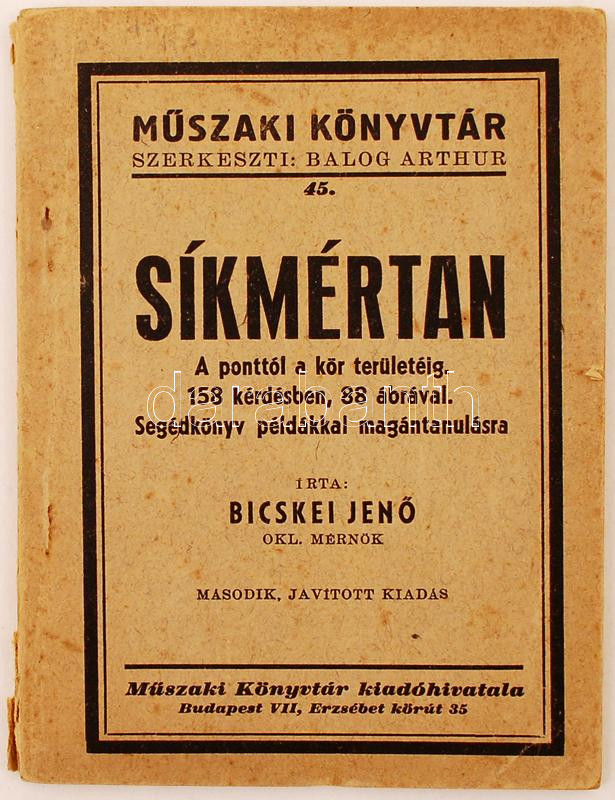 MŰSZAKI KÖNYVTÁR
SZERKESZTI: BALOG ARTHUR
45.
SÍKMÉRTAN
A ponttól a kör területéig.
158 kérdésben, 88 ábrával.
darabanth
Segédkönyv példákkal magántanulásra
ÍRTA:
BICSKEI JENŐ
OKL. MÉRNÖK
MÁSODIK, JAVÍTOTT KIADÁS
Műszaki Könyvtár kiadóhivatala
Budapest VII, Erzsébet körút 35